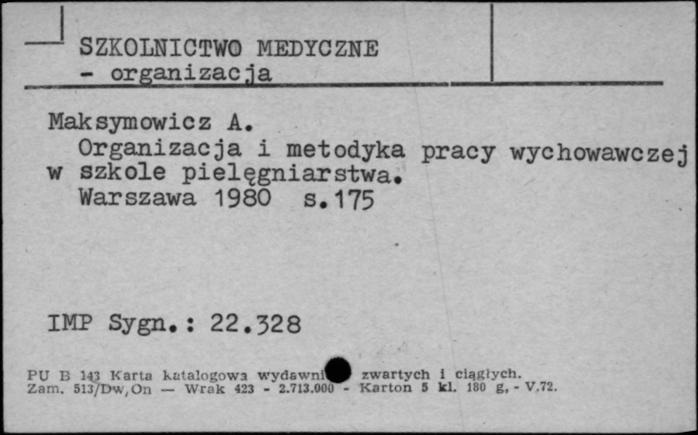 SZKOLNICTWO MEDYCZNE
- organizacja
Maksymowicz A.
Organizacja i metodyka pracy wychowawczej
w szkole pielęgniarstwa.
Warszawa 1980 s.175
IMP Sygn.: 22.328
PU B 143 Karta katalogowa zwartych i ciągłych.
Zam. 513/Dw,On — Wrak 423 - 2.713.000 - Karton 5 kl. 180 g, - V.72.